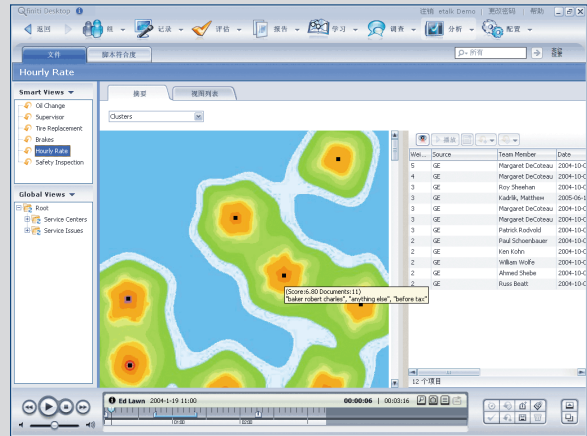 Qfiniti Desktop
注销 etalk Demo | 更改密码 | 帮助
返回 组 记录 评估 报告 学习 调查 分析 配置
文件 脚本符合度
所有
Hourly Rate
Smart Views
Oil Change
Supervisor
Tire Replacement
Brakes
Hourly Rate
Safety Inspection
Global Views
Root
Service Centers
Service Issues
摘要 视图列表
Clusters
(Score:6.80 Documents:11)
"baker robert charles", "anything else", "before tax"
播放
Wei... Source Team Member Date
5 GE Margaret DeCoteau 2004-10-0
4 GE Margaret DeCoteau 2004-10-0
3 GE Roy Sheehan 2004-10-0
3 GE Kadrlik, Matthew 2005-06-1
3 GE Margaret DeCoteau 2004-10-0
3 GE Margaret DeCoteau 2004-10-0
3 GE Patrick Rodvold 2004-10-0
2 GE Paul Schoenbauer 2004-10-0
2 GE Ken Kohn 2004-10-0
2 GE William Wolfe 2004-10-0
2 GE Ahmed Shebe 2004-10-0
2 GE Russ Beatt 2004-10-0
12 个项目
Ed Lawn 2004-1-19 11:00 00:00:06 | 00:03:16